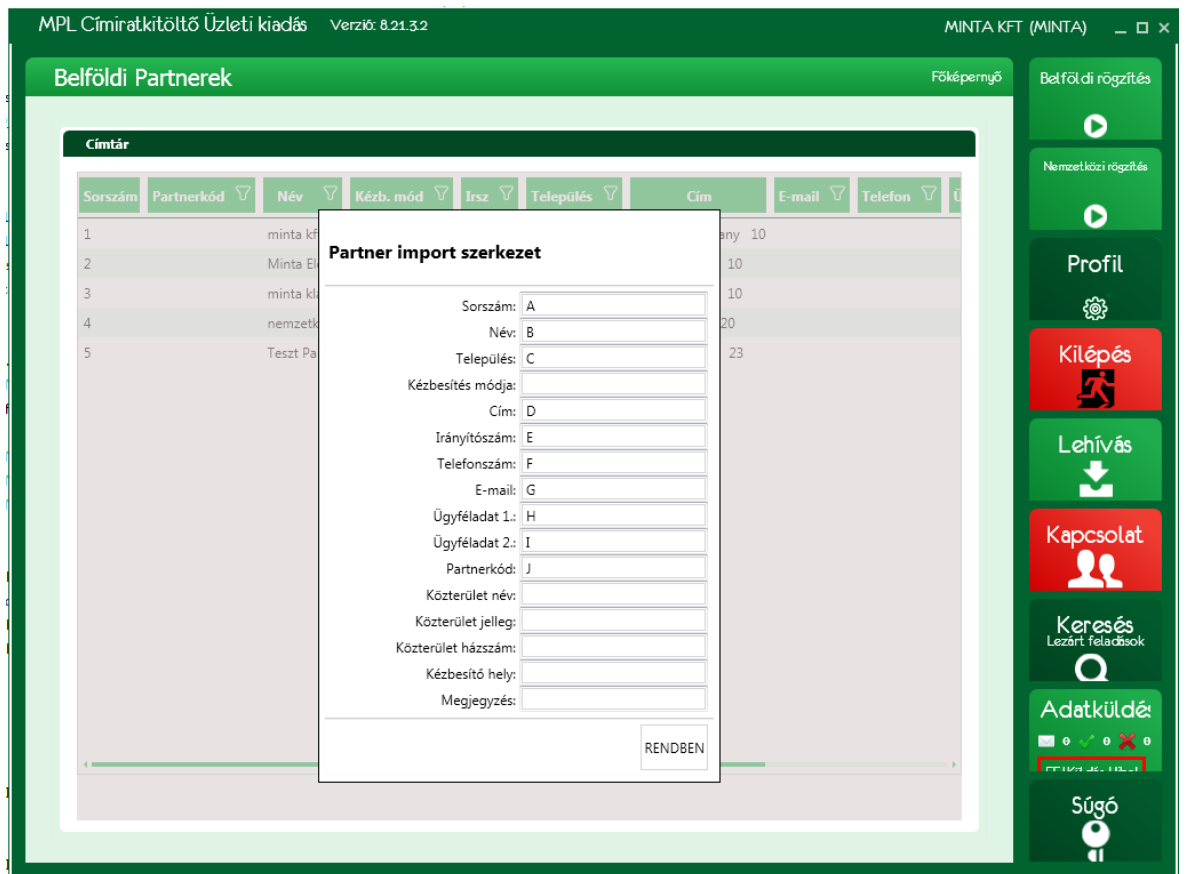 MPL Címiratkitöltő Üzleti kiadás Verzió: 8.21.3.2 MINTA KFT (MINTA)
Belföldi Partnerek Főképernyő
Címtár
Sorszám Partnerkód Név Kézb. mód Irsz Település Cím E-mail Telefon
1 minta kf any 10
2 Minta El 10
3 minta kla 10
4 nemzetk 20
5 Teszt Pa 23
Partner import szerkezet
Sorszám: A
Név: B
Település: C
Kézbesítés módja:
Cím: D
Irányítószám: E
Telefonszám: F
E-mail: G
Ügyféladat 1.: H
Ügyféladat 2.: I
Partnerkód: J
Közterület név:
Közterület jelleg:
Közterület házszám:
Kézbesítő hely:
Megjegyzés:
RENDBEN
Belföldi rögzítés
Nemzetközi rögzítés
Profil
Kilépés
Lehívás
Kapcsolat
Keresés
Lezárt feladások
Adatküldés
0 0 0
Súgó